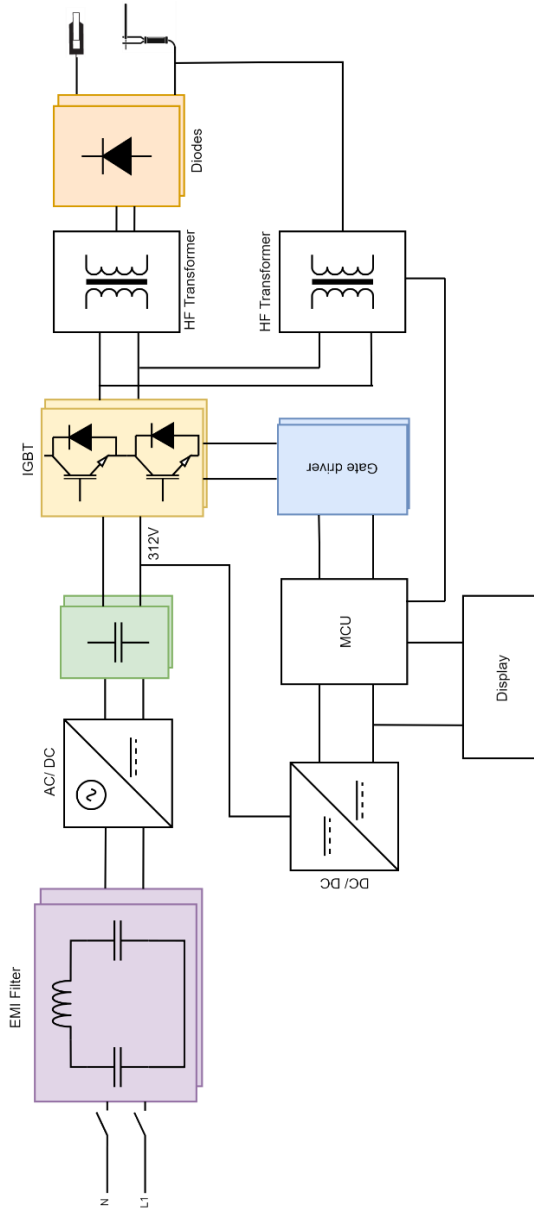 N
L1
EMI Filter
AC/ DC
312V
IGBT
HF Transformer
Diodes
DC/ DC
MCU
Gate driver
HF Transformer
Display